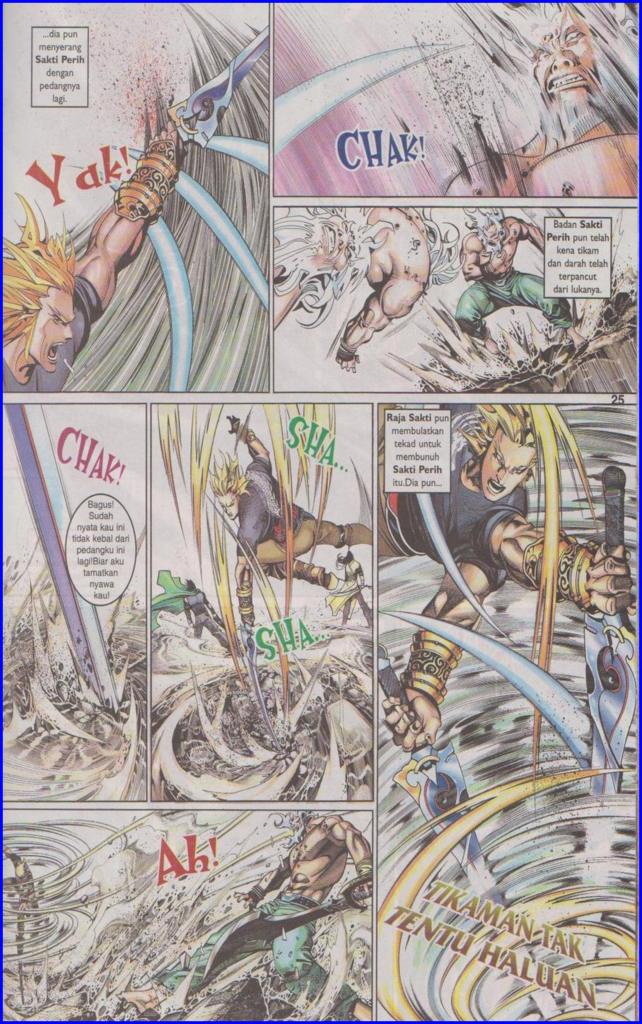 ...dia pun
menyerang
Sakti Perih
dengan
pedangnya
lagi.
Yak!
CHAK!
Badan Sakti
Perih pun telah
kena tikam
dan darah telah
terpancut
dari lukanya.
25
CHAK!
Bagus!
Sudah
nyata kau ini
tidak kebal dari
pedangku ini
lagi!Biar aku
tamatkan
nyawa
kau!
SHA...
SHA...
Raja Sakti pun
membulatkan
tekad untuk
membunuh
Sakti Perih
itu.Dia pun...
Ah!
TIKAMAN TAK
TENTU HALUAN